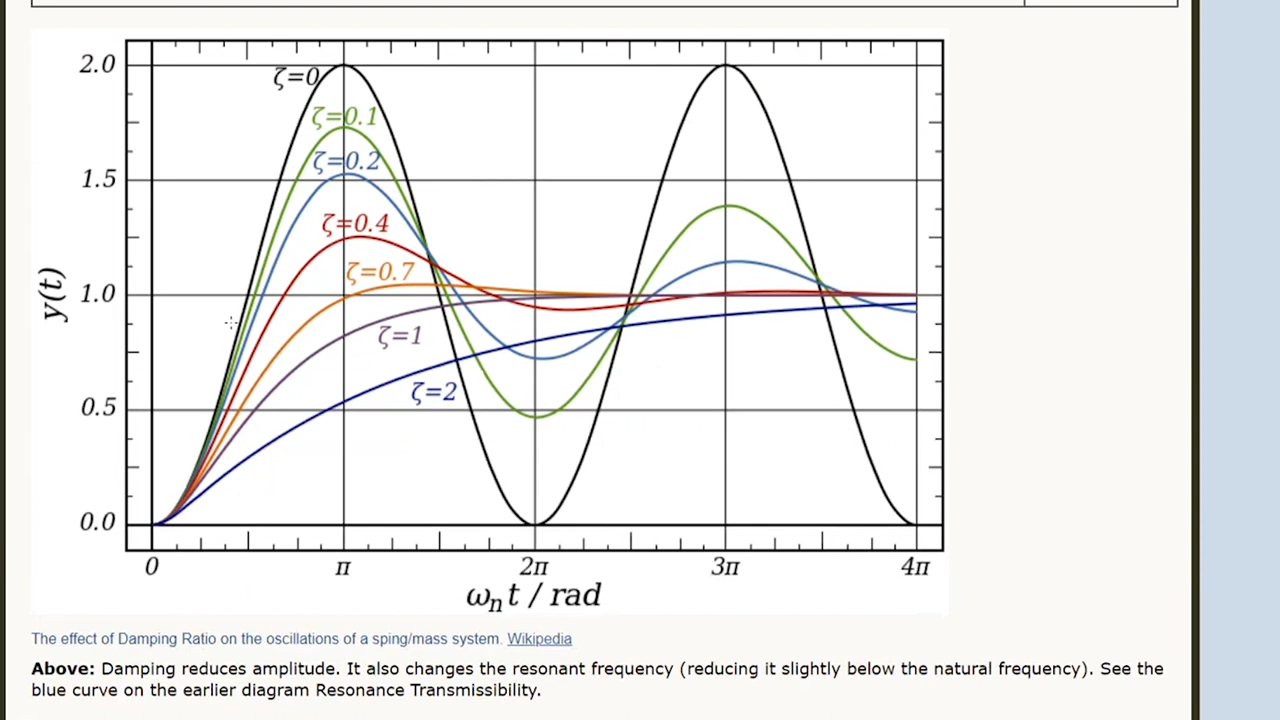 2.0
1.5
1.0
0.5
0.0
y(t)
ζ=0
ζ=0.1
ζ=0.2
ζ=0.4
ζ=0.7
ζ=1
ζ=2
0 π 2π 3π 4π
ωn t / rad
The effect of Damping Ratio on the oscillations of a sping/mass system. Wikipedia
Above: Damping reduces amplitude. It also changes the resonant frequency (reducing it slightly below the natural frequency). See the
blue curve on the earlier diagram Resonance Transmissibility.